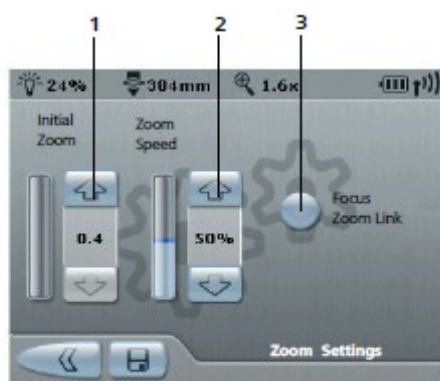 1 2 3
24% 304mm 1.6x
Initial Zoom
Zoom Speed
0.4 50%
Focus Zoom Link
Zoom Settings